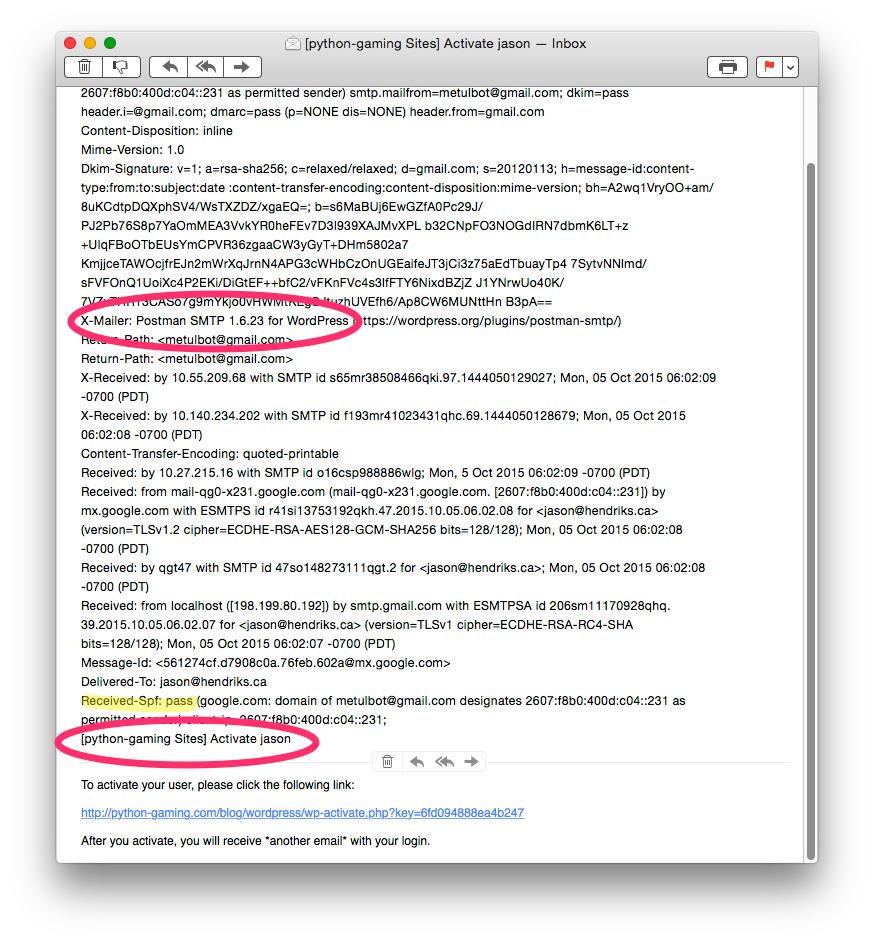 [python-gaming Sites] Activate jason — Inbox
2607:f8b0:400d:c04::231 as permitted sender) smtp.mailfrom=metulbot@gmail.com; dkim=pass
header.i=@gmail.com; dmarc=pass (p=NONE dis=NONE) header.from=gmail.com
Content-Disposition: inline
Mime-Version: 1.0
Dkim-Signature: v=1; a=rsa-sha256; c=relaxed/relaxed; d=gmail.com; s=20120113; h=message-id:content-
type:from:to:subject:date :content-transfer-encoding:content-disposition:mime-version; bh=A2wq1VryOO+am/
8uKCdtpDQXphSV4/WsTXZDZ/xgaEQ=; b=s6MaBUj6EwGZfA0Pc29J/
PJ2Pb76S8p7YaOmMEA3VvkYR0heFEv7D3l939XAJMvXPL b32CNpFO3NOGdIRN7dbmK6LT+z
+UIqFBoOTbEUsYmCPVR36zgaaCW3yGyT+DHm5802a7
KmjjceTAWOcjfrEJn2mWrXqJrnN4APG3cWHbCzOnUGEaifeJT3jCi3z75aEdTbuayTp4 7SytvNNlmd/
sFVFOnQ1UoiXc4P2EKi/DiGtEF++bfC2/vFKnFVc4s3lfFTY6NixdBZjZ J1YNrwUo40K/
B3pA==
X-Mailer: Postman SMTP 1.6.23 for WordPress (https://wordpress.org/plugins/postman-smtp/)
Return-Path: <metulbot@gmail.com>
Return-Path: <metulbot@gmail.com>
X-Received: by 10.55.209.68 with SMTP id s65mr38508466qki.97.1444050129027; Mon, 05 Oct 2015 06:02:09
-0700 (PDT)
X-Received: by 10.140.234.202 with SMTP id f193mr41023431qhc.69.1444050128679; Mon, 05 Oct 2015
06:02:08 -0700 (PDT)
Content-Transfer-Encoding: quoted-printable
Received: by 10.27.215.16 with SMTP id o16csp988886wlg; Mon, 5 Oct 2015 06:02:09 -0700 (PDT)
Received: from mail-qg0-x231.google.com (mail-qg0-x231.google.com. [2607:f8b0:400d:c04::231]) by
mx.google.com with ESMTPS id r41si13753192qkh.47.2015.10.05.06.02.08 for <jason@hendriks.ca>
(version=TLSv1.2 cipher=ECDHE-RSA-AES128-GCM-SHA256 bits=128/128); Mon, 05 Oct 2015 06:02:08
-0700 (PDT)
Received: by qgt47 with SMTP id 47so148273111qgt.2 for <jason@hendriks.ca>; Mon, 05 Oct 2015 06:02:08
-0700 (PDT)
Received: from localhost ([198.199.80.192]) by smtp.gmail.com with ESMTPSA id 206sm11170928qhq.
39.2015.10.05.06.02.07 for <jason@hendriks.ca> (version=TLSv1 cipher=ECDHE-RSA-RC4-SHA
bits=128/128); Mon, 05 Oct 2015 06:02:07 -0700 (PDT)
Message-Id: <561274cf.d7908c0a.76feb.602a@mx.google.com>
Delivered-To: jason@hendriks.ca
Received-Spf: pass (google.com: domain of metulbot@gmail.com designates 2607:f8b0:400d:c04::231 as
permitted sender) client-ip=2607:f8b0:400d:c04::231;
[python-gaming Sites] Activate jason
To activate your user, please click the following link:
http://python-gaming.com/blog/wordpress/wp-activate.php?key=6fd094888ea4b247
After you activate, you will receive *another email* with your login.